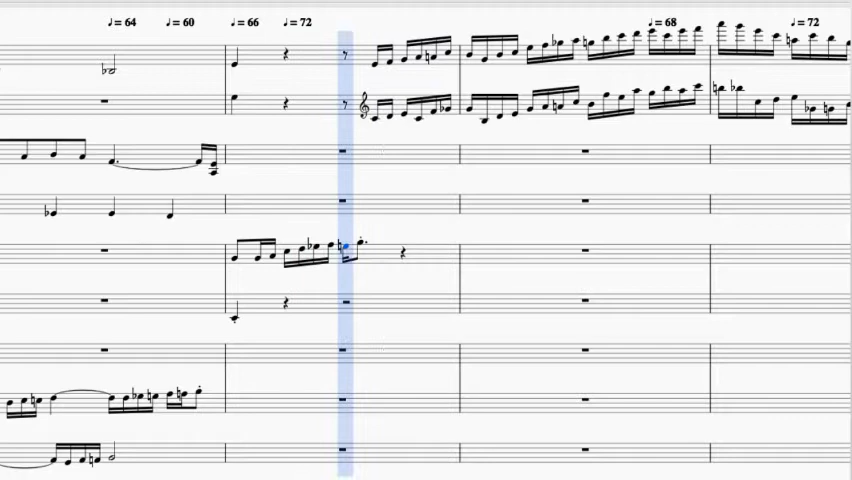 ♩= 64 ♩= 60 ♩= 66 ♩= 72 ♩= 68 ♩= 72